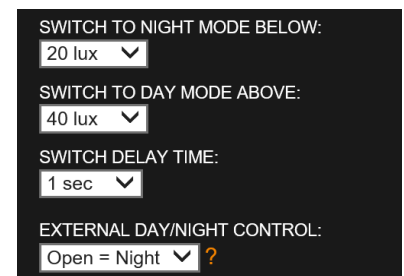 SWITCH TO NIGHT MODE BELOW:
20 lux
SWITCH TO DAY MODE ABOVE:
40 lux
SWITCH DELAY TIME:
1 sec
EXTERNAL DAY/NIGHT CONTROL:
Open = Night ?